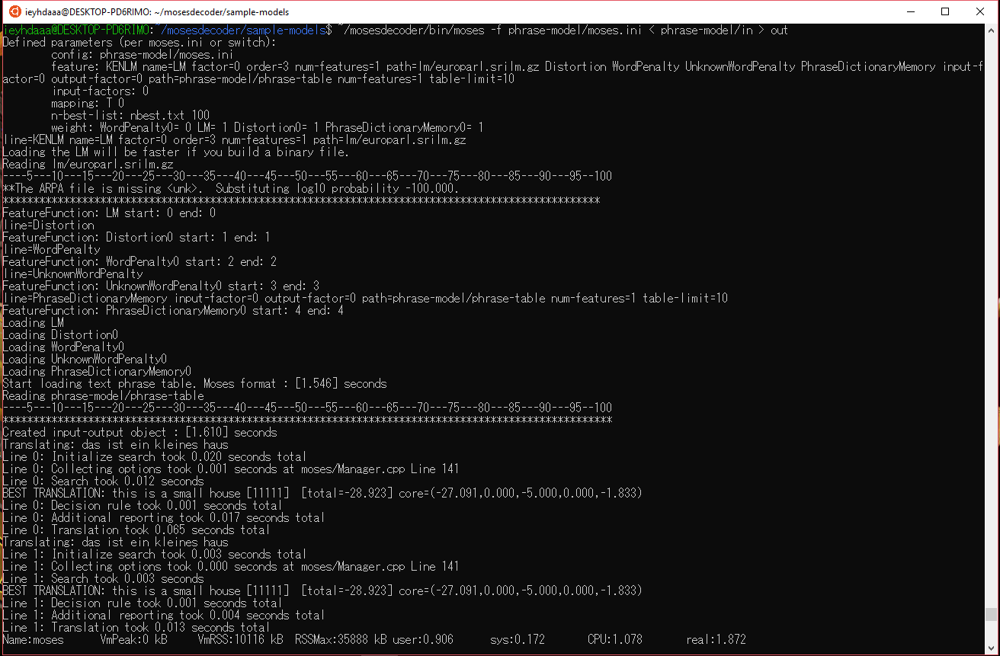 ieyhdaaa@DESKTOP-PD6RIMO: ~/mosesdecoder/sample-models
ieyhdaaa@DESKTOP-PD6RIMO:~/mosesdecoder/sample-models$ ~/mosesdecoder/bin/moses -f phrase-model/moses.ini < phrase-model/in > out
Defined parameters (per moses.ini or switch):
        config: phrase-model/moses.ini
        feature: KENLM name=LM factor=0 order=3 num-features=1 path=lm/europarl.srilm.gz Distortion WordPenalty UnknownWordPenalty PhraseDictionaryMemory input-f
actor=0 output-factor=0 path=phrase-model/phrase-table num-features=1 table-limit=10
        input-factors: 0
        mapping: T 0
        n-best-list: nbest.txt 100
        weight: WordPenalty0= 0 LM= 1 Distortion0= 1 PhraseDictionaryMemory0= 1
line=KENLM name=LM factor=0 order=3 num-features=1 path=lm/europarl.srilm.gz
Loading the LM will be faster if you build a binary file.
Reading lm/europarl.srilm.gz
----5---10---15---20---25---30---35---40---45---50---55---60---65---70---75---80---85---90---95--100
**The ARPA file is missing <unk>.  Substituting log10 probability -100.000.
**************************************************************************************************
FeatureFunction: LM start: 0 end: 0
line=Distortion
FeatureFunction: Distortion0 start: 1 end: 1
line=WordPenalty
FeatureFunction: WordPenalty0 start: 2 end: 2
line=UnknownWordPenalty
FeatureFunction: UnknownWordPenalty0 start: 3 end: 3
line=PhraseDictionaryMemory input-factor=0 output-factor=0 path=phrase-model/phrase-table num-features=1 table-limit=10
FeatureFunction: PhraseDictionaryMemory0 start: 4 end: 4
Loading LM
Loading Distortion0
Loading WordPenalty0
Loading UnknownWordPenalty0
Loading PhraseDictionaryMemory0
Start loading text phrase table. Moses format : [1.546] seconds
Reading phrase-model/phrase-table
----5---10---15---20---25---30---35---40---45---50---55---60---65---70---75---80---85---90---95--100
****************************************************************************************************
Created input-output object : [1.610] seconds
Translating: das ist ein kleines haus
Line 0: Initialize search took 0.020 seconds total
Line 0: Collecting options took 0.001 seconds at moses/Manager.cpp Line 141
Line 0: Search took 0.012 seconds
BEST TRANSLATION: this is a small house [11111]  [total=-28.923] core=(-27.091,0.000,-5.000,0.000,-1.833)
Line 0: Decision rule took 0.001 seconds total
Line 0: Additional reporting took 0.017 seconds total
Line 0: Translation took 0.065 seconds total
Translating: das ist ein kleines haus
Line 1: Initialize search took 0.003 seconds total
Line 1: Collecting options took 0.000 seconds at moses/Manager.cpp Line 141
Line 1: Search took 0.003 seconds
BEST TRANSLATION: this is a small house [11111]  [total=-28.923] core=(-27.091,0.000,-5.000,0.000,-1.833)
Line 1: Decision rule took 0.001 seconds total
Line 1: Additional reporting took 0.004 seconds total
Line 1: Translation took 0.013 seconds total
Name:moses      VmPeak:0 kB     VmRSS:10116 kB  RSSMax:35888 kB user:0.906      sys:0.172       CPU:1.078       real:1.872